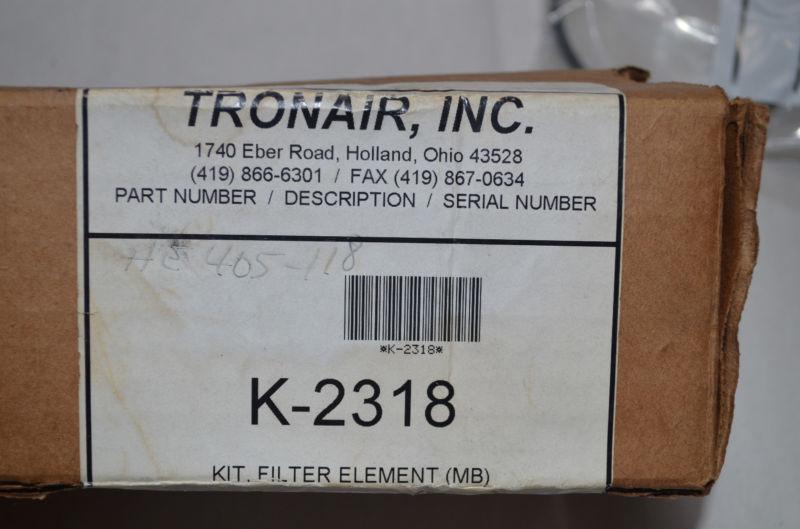 TRONAIR, INC.
1740 Eber Road, Holland, Ohio 43528
(419) 866-6301 / FAX (419) 867-0634
PART NUMBER / DESCRIPTION / SERIAL NUMBER
405-118
*K-2318*
K-2318
KIT, FILTER ELEMENT (MB)